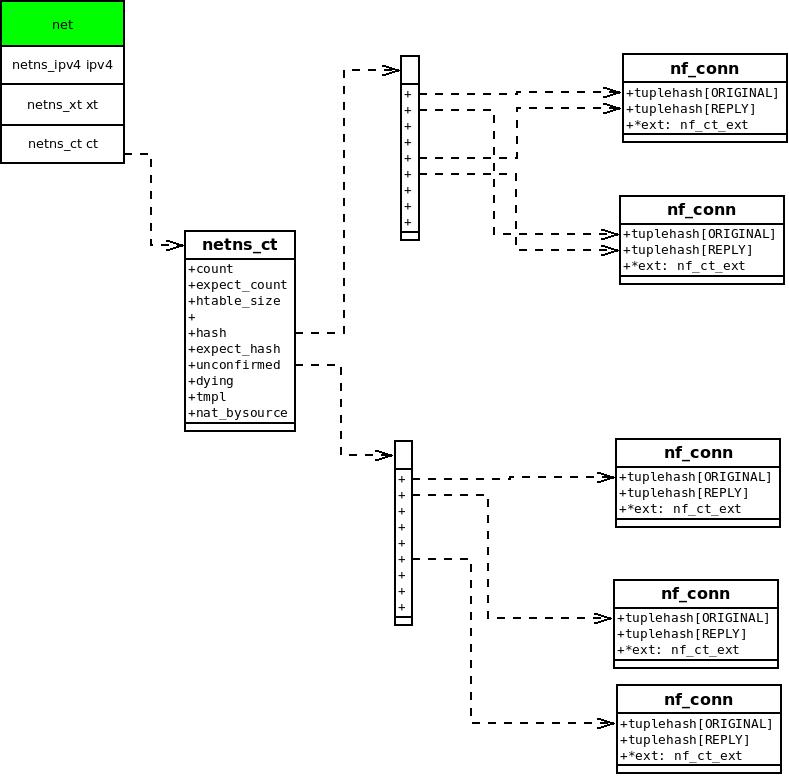 net
netns_ipv4 ipv4
netns_xt xt
netns_ct ct
netns_ct
+count
+expect_count
+htable_size
+
+hash
+expect_hash
+unconfirmed
+dying
+tmpl
+nat_bysource
+
+
+
+
+
+
+
+
+
nf_conn
+tuplehash[ORIGINAL]
+tuplehash[REPLY]
+*ext: nf_ct_ext
nf_conn
+tuplehash[ORIGINAL]
+tuplehash[REPLY]
+*ext: nf_ct_ext
+
+
+
+
+
+
+
+
+
nf_conn
+tuplehash[ORIGINAL]
+tuplehash[REPLY]
+*ext: nf_ct_ext
nf_conn
+tuplehash[ORIGINAL]
+tuplehash[REPLY]
+*ext: nf_ct_ext
nf_conn
+tuplehash[ORIGINAL]
+tuplehash[REPLY]
+*ext: nf_ct_ext